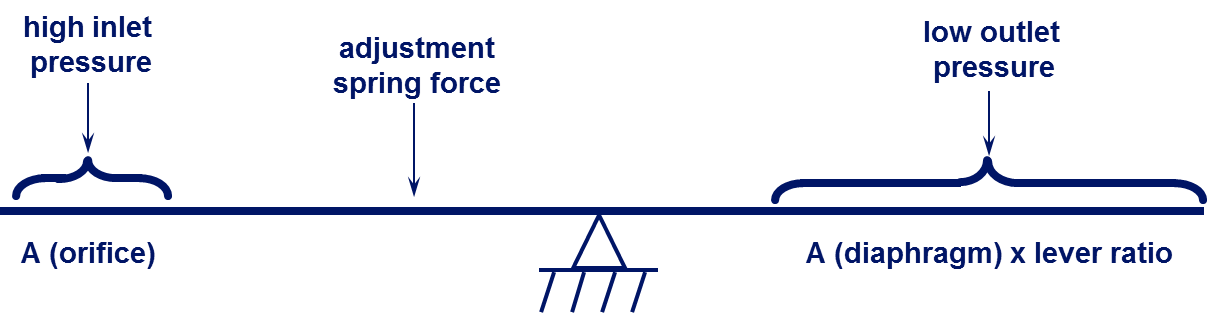 high inlet
pressure
adjustment
spring force
low outlet
pressure
A (orifice)
A (diaphragm) x lever ratio